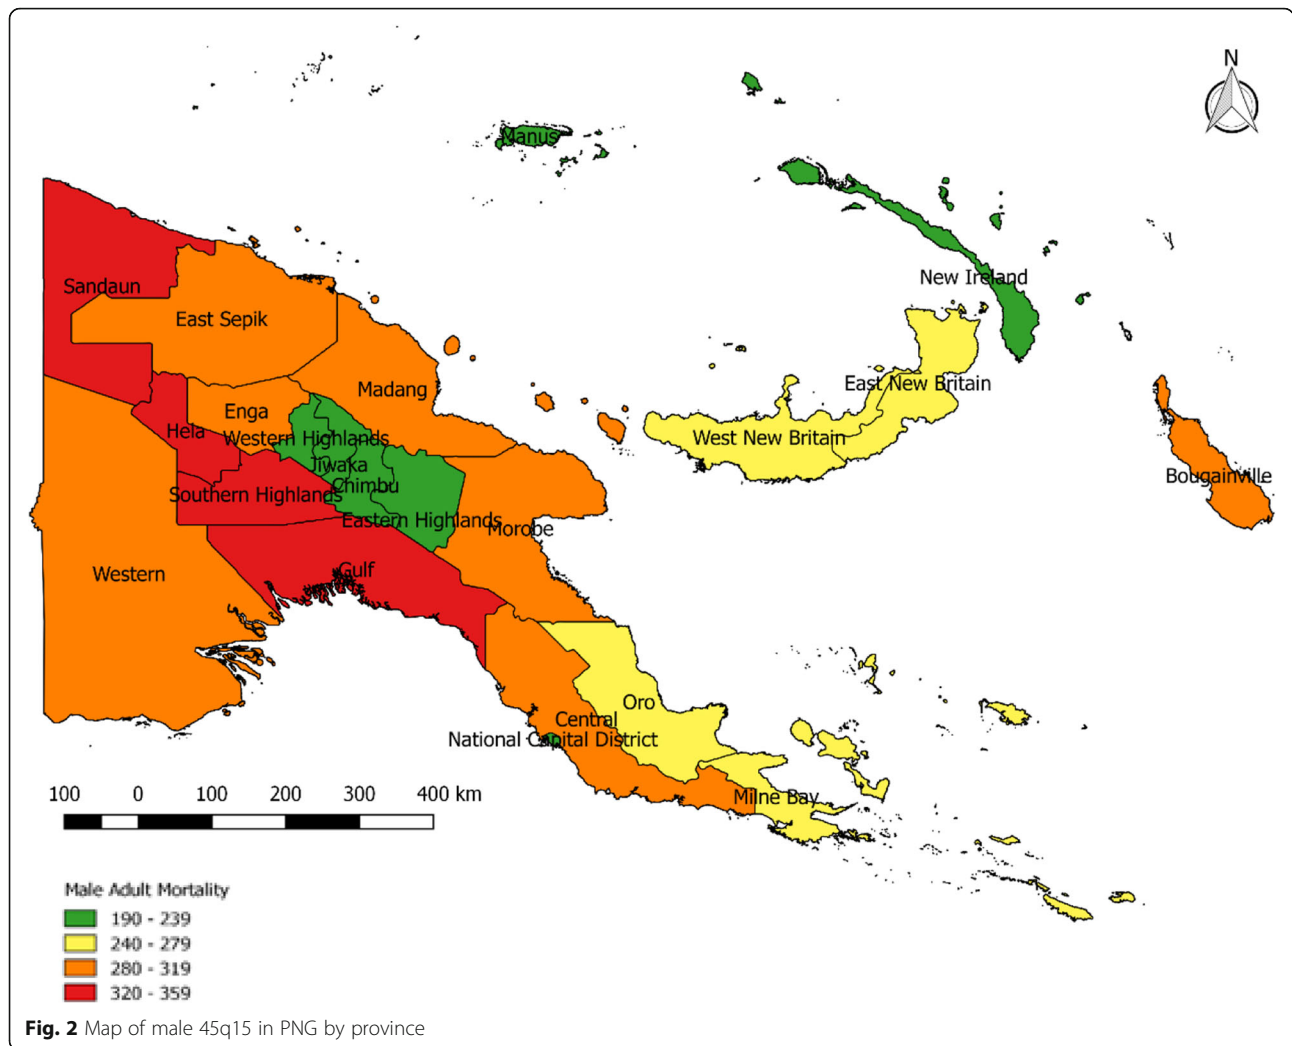 N
Manus
New Ireland
Sandaun
East Sepik
Madang
East New Britain
Enga
Hela
Western Highlands
West New Britain
Jiwaka
Bougainville
Chimbu
Southern Highlands
Eastern Highlands
Morobe
Western
Gulf
Oro
Central
National Capital District
Milne Bay
100 0 100 200 300 400 km
Male Adult Mortality
190 - 239
240 - 279
280 - 319
320 - 359
Fig. 2 Map of male 45q15 in PNG by province